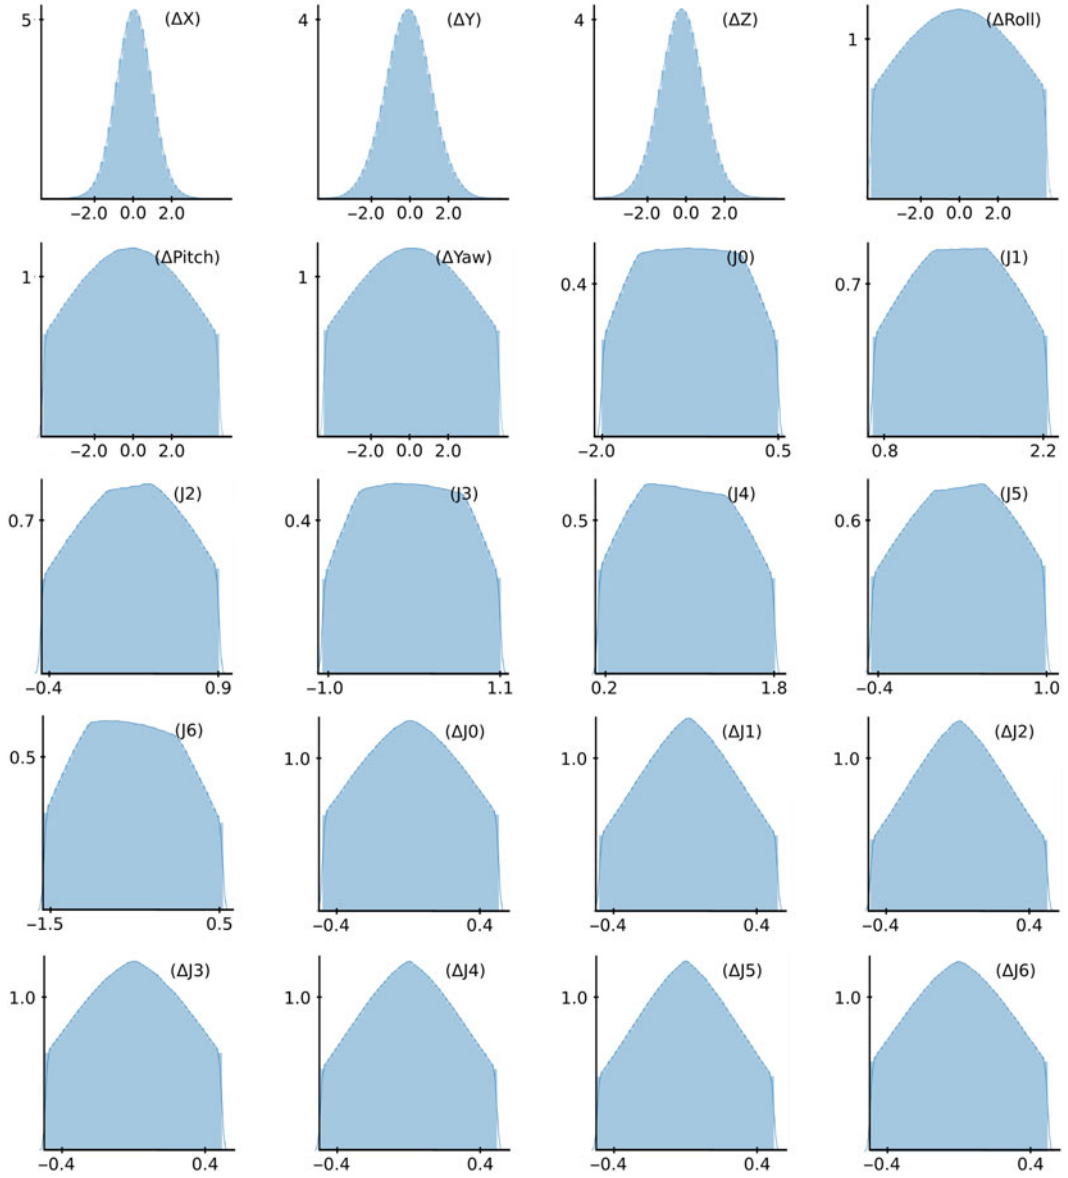 5 (ΔX)
−2.0 0.0 2.0
4 (ΔY)
−2.0 0.0 2.0
4 (ΔZ)
−2.0 0.0 2.0
1 (ΔRoll)
−2.0 0.0 2.0
1 (ΔPitch)
−2.0 0.0 2.0
1 (ΔYaw)
−2.0 0.0 2.0
0.4 (J0)
−2.0 0.5
0.7 (J1)
0.8 2.2
0.7 (J2)
−0.4 0.9
0.4 (J3)
−1.0 1.1
0.5 (J4)
0.2 1.8
0.6 (J5)
−0.4 1.0
0.5 (J6)
−1.5 0.5
1.0 (ΔJ0)
−0.4 0.4
1.0 (ΔJ1)
−0.4 0.4
1.0 (ΔJ2)
−0.4 0.4
1.0 (ΔJ3)
−0.4 0.4
1.0 (ΔJ4)
−0.4 0.4
1.0 (ΔJ5)
−0.4 0.4
1.0 (ΔJ6)
−0.4 0.4